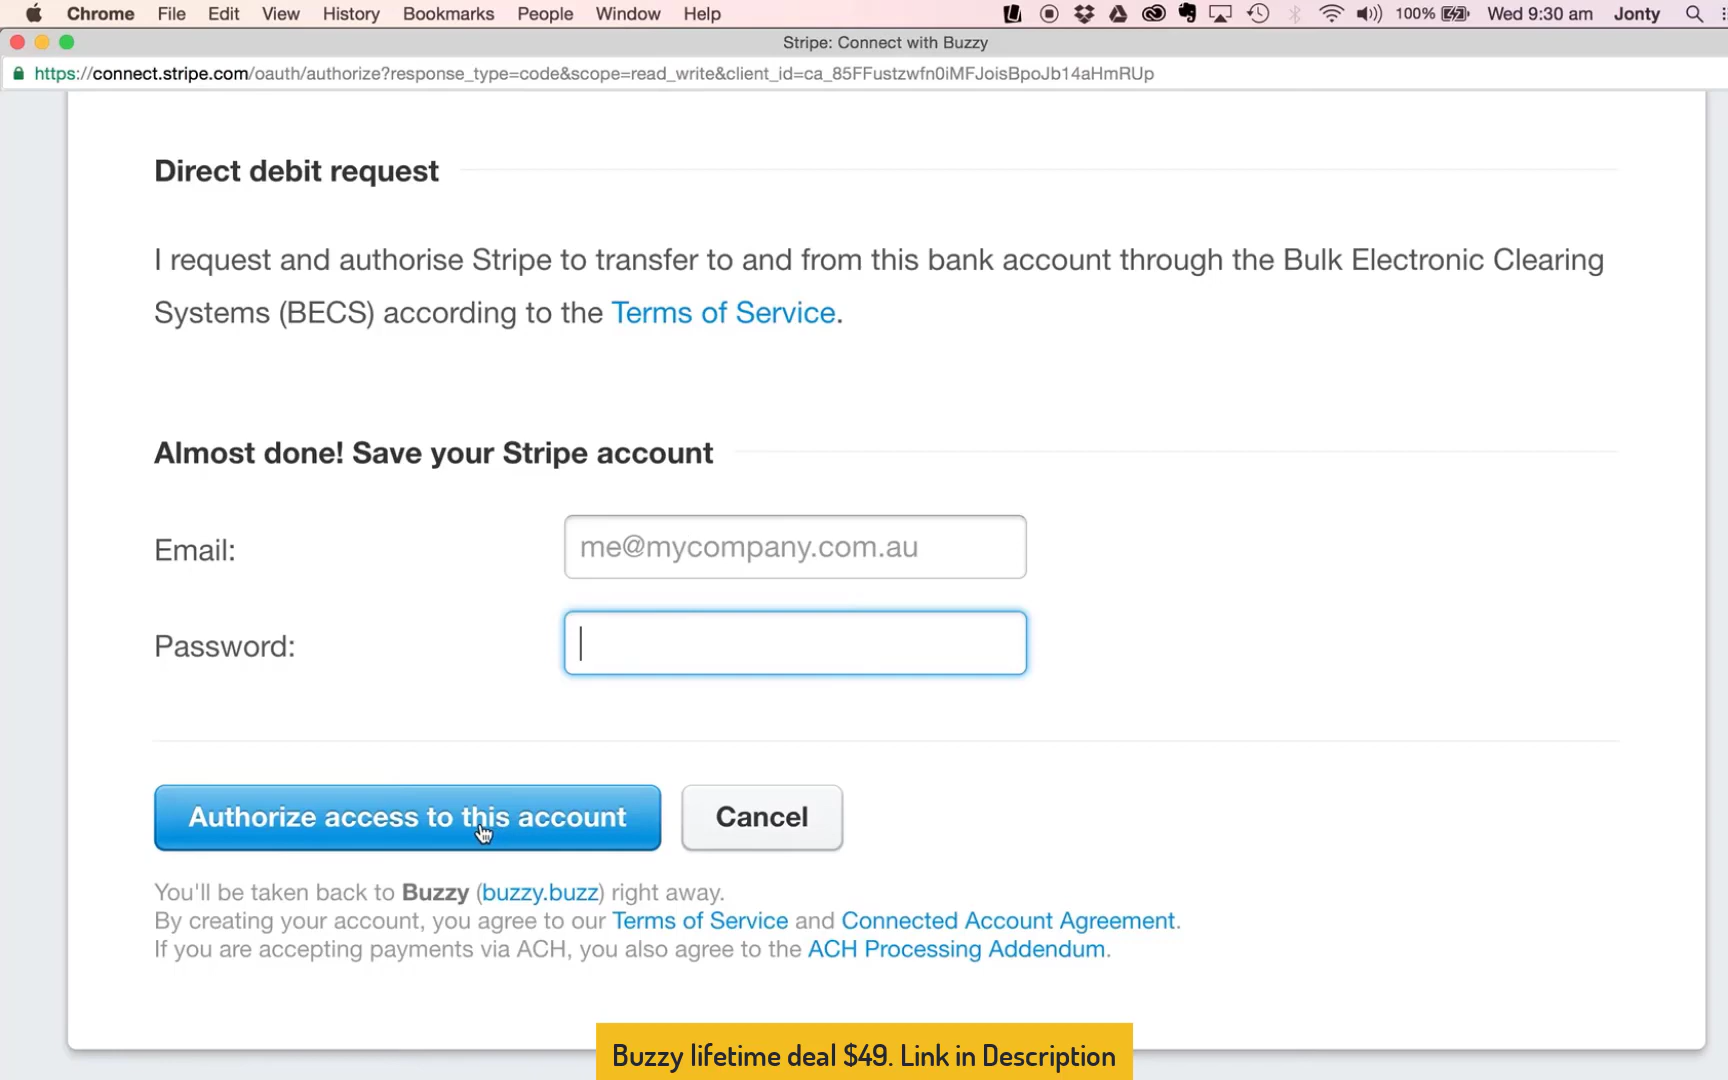 Chrome File Edit View History Bookmarks People Window Help 100% Wed 9:30 am Jonty
Stripe: Connect with Buzzy
https://connect.stripe.com/oauth/authorize?response_type=code&scope=read_write&client_id=ca_85FFustzwfn0iMFJoisBpoJb14aHmRUp
Direct debit request
I request and authorise Stripe to transfer to and from this bank account through the Bulk Electronic Clearing
Systems (BECS) according to the Terms of Service.
Almost done! Save your Stripe account
Email: me@mycompany.com.au
Password:
Authorize access to this account Cancel
You'll be taken back to Buzzy (buzzy.buzz) right away.
By creating your account, you agree to our Terms of Service and Connected Account Agreement.
If you are accepting payments via ACH, you also agree to the ACH Processing Addendum.
Buzzy lifetime deal $49. Link in Description